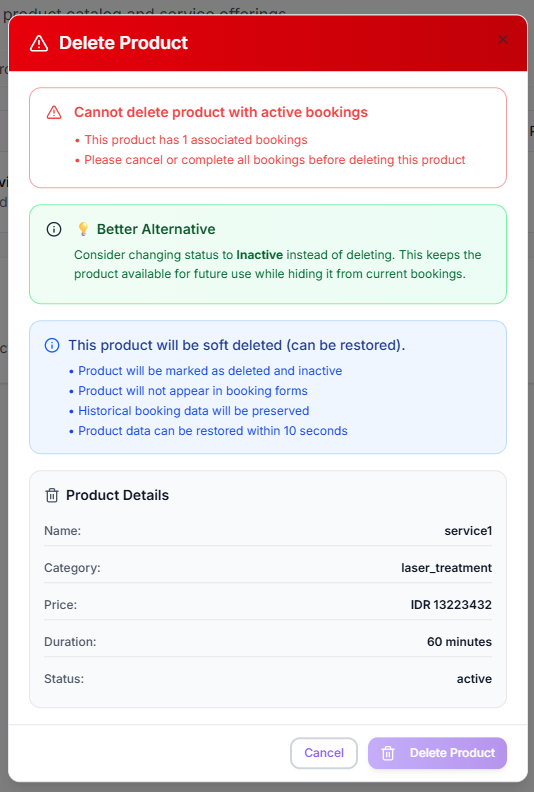 product catalog and service offerings
Delete Product
Cannot delete product with active bookings
• This product has 1 associated bookings
• Please cancel or complete all bookings before deleting this product
💡 Better Alternative
Consider changing status to Inactive instead of deleting. This keeps the
product available for future use while hiding it from current bookings.
This product will be soft deleted (can be restored).
• Product will be marked as deleted and inactive
• Product will not appear in booking forms
• Historical booking data will be preserved
• Product data can be restored within 10 seconds
Product Details
Name: service1
Category: laser_treatment
Price: IDR 13223432
Duration: 60 minutes
Status: active
Cancel Delete Product